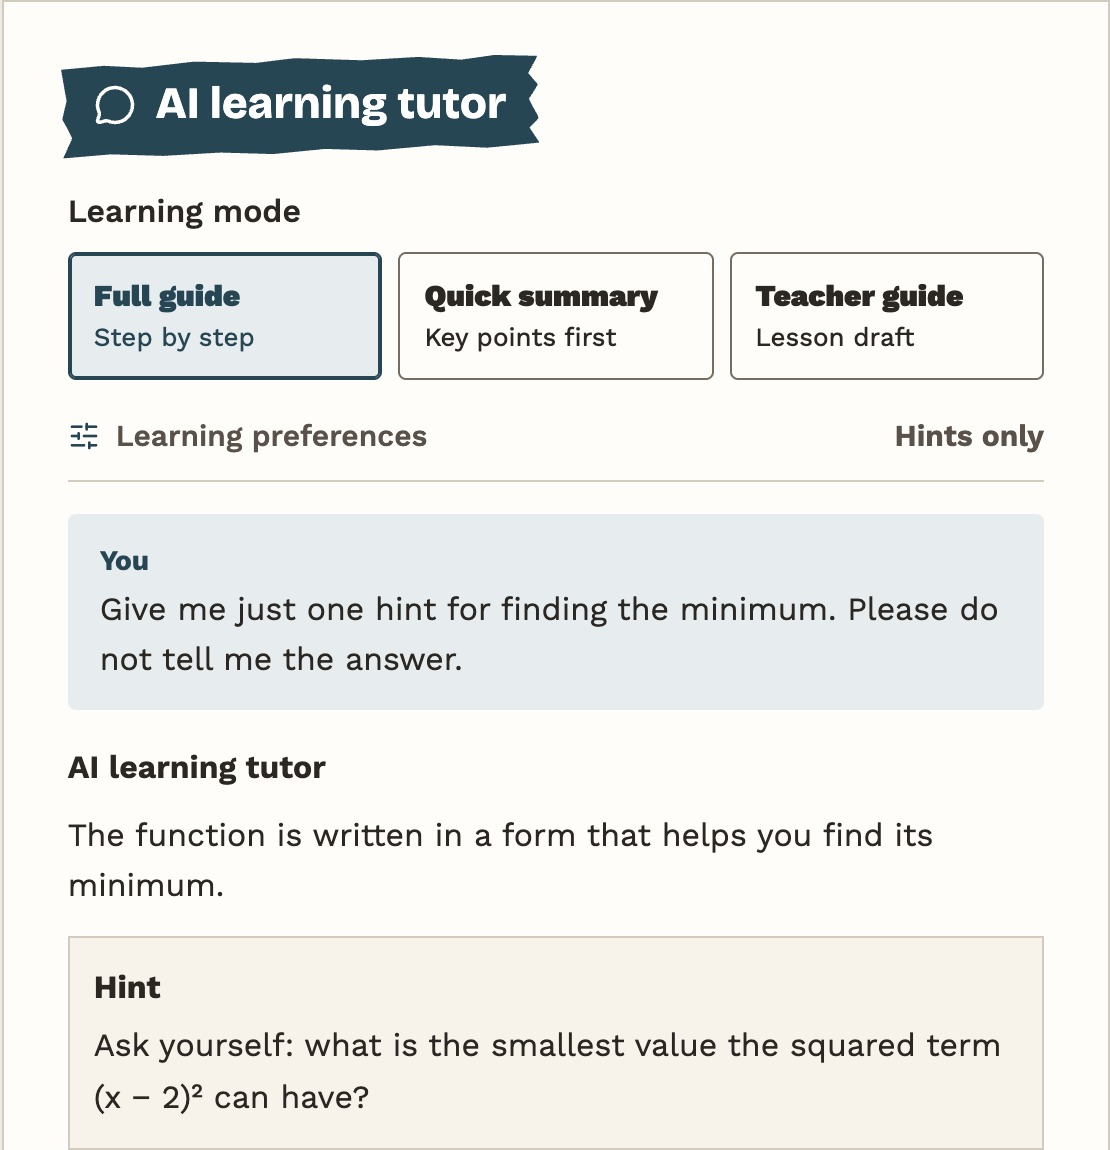 AI learning tutor
Learning mode
Full guide
Step by step
Quick summary
Key points first
Teacher guide
Lesson draft
Learning preferences
Hints only
You
Give me just one hint for finding the minimum. Please do
not tell me the answer.
AI learning tutor
The function is written in a form that helps you find its
minimum.
Hint
Ask yourself: what is the smallest value the squared term
(x − 2)² can have?